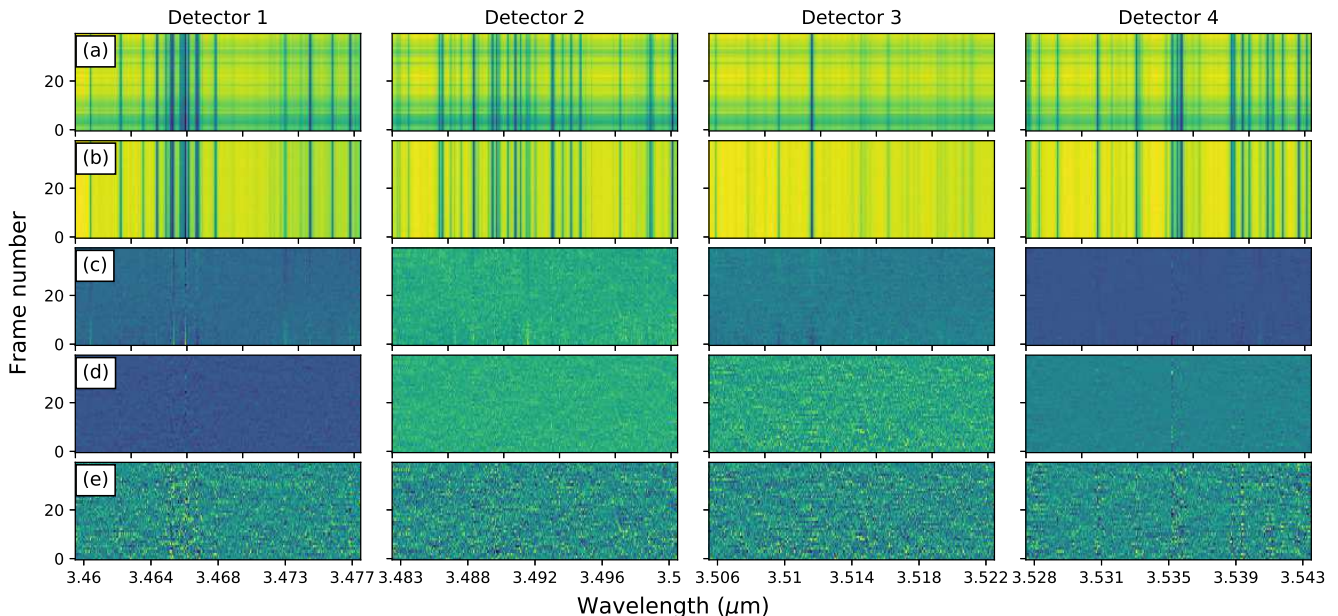 Detector 1 Detector 2 Detector 3 Detector 4
(a)
20
0
(b)
20
0
(c)
20
0
(d)
20
0
(e)
20
0
Frame number
3.46 3.464 3.468 3.473 3.477 3.483 3.488 3.492 3.496 3.5 3.506 3.51 3.514 3.518 3.522 3.528 3.531 3.535 3.539 3.543
Wavelength (μm)